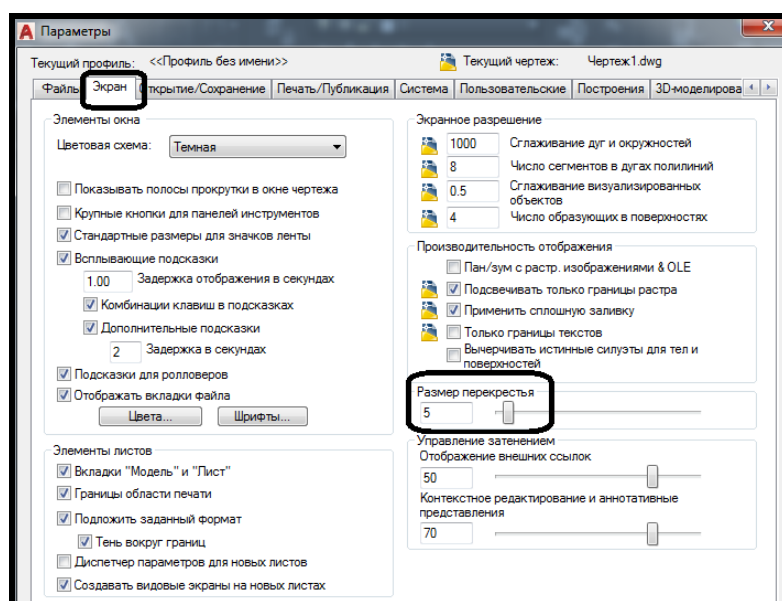 Параметры
Текущий профиль: <<Профиль без имени>> Текущий чертеж: Чертеж1.dwg
Файлы Экран Открытие/Сохранение Печать/Публикация Система Пользовательские Построения 3D-моделирова
Элементы окна
Цветовая схема: Темная
Показывать полосы прокрутки в окне чертежа
Крупные кнопки для панелей инструментов
Стандартные размеры для значков ленты
Всплывающие подсказки
1.00 Задержка отображения в секундах
Комбинации клавиш в подсказках
Дополнительные подсказки
2 Задержка в секундах
Подсказки для ролловеров
Отображать вкладки файла
Цвета... Шрифты...
Элементы листов
Вкладки "Модель" и "Лист"
Границы области печати
Подложить заданный формат
Тень вокруг границ
Диспетчер параметров для новых листов
Создавать видовые экраны на новых листах
Экранное разрешение
1000 Сглаживание дуг и окружностей
8 Число сегментов в дугах полилиний
0.5 Сглаживание визуализированных
объектов
4 Число образующих в поверхностях
Производительность отображения
Пан/зум с растр. изображениями & OLE
Подсвечивать только границы растра
Применить сплошную заливку
Только границы текстов
Вычерчивать истинные силуэты для тел и
поверхностей
Размер перекрестья
5
Управление затенением
Отображение внешних ссылок
50
Контекстное редактирование и аннотативные
представления
70